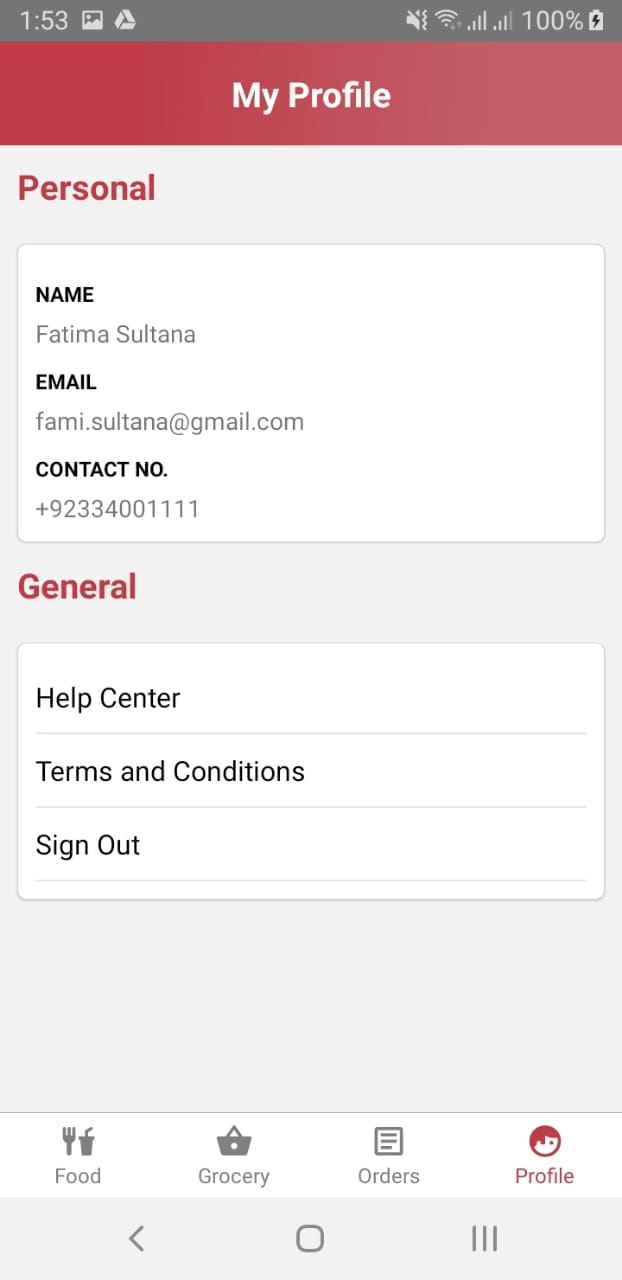 1:53 100%
My Profile
Personal
NAME
Fatima Sultana
EMAIL
fami.sultana@gmail.com
CONTACT NO.
+92334001111
General
Help Center
Terms and Conditions
Sign Out
Food Grocery Orders Profile